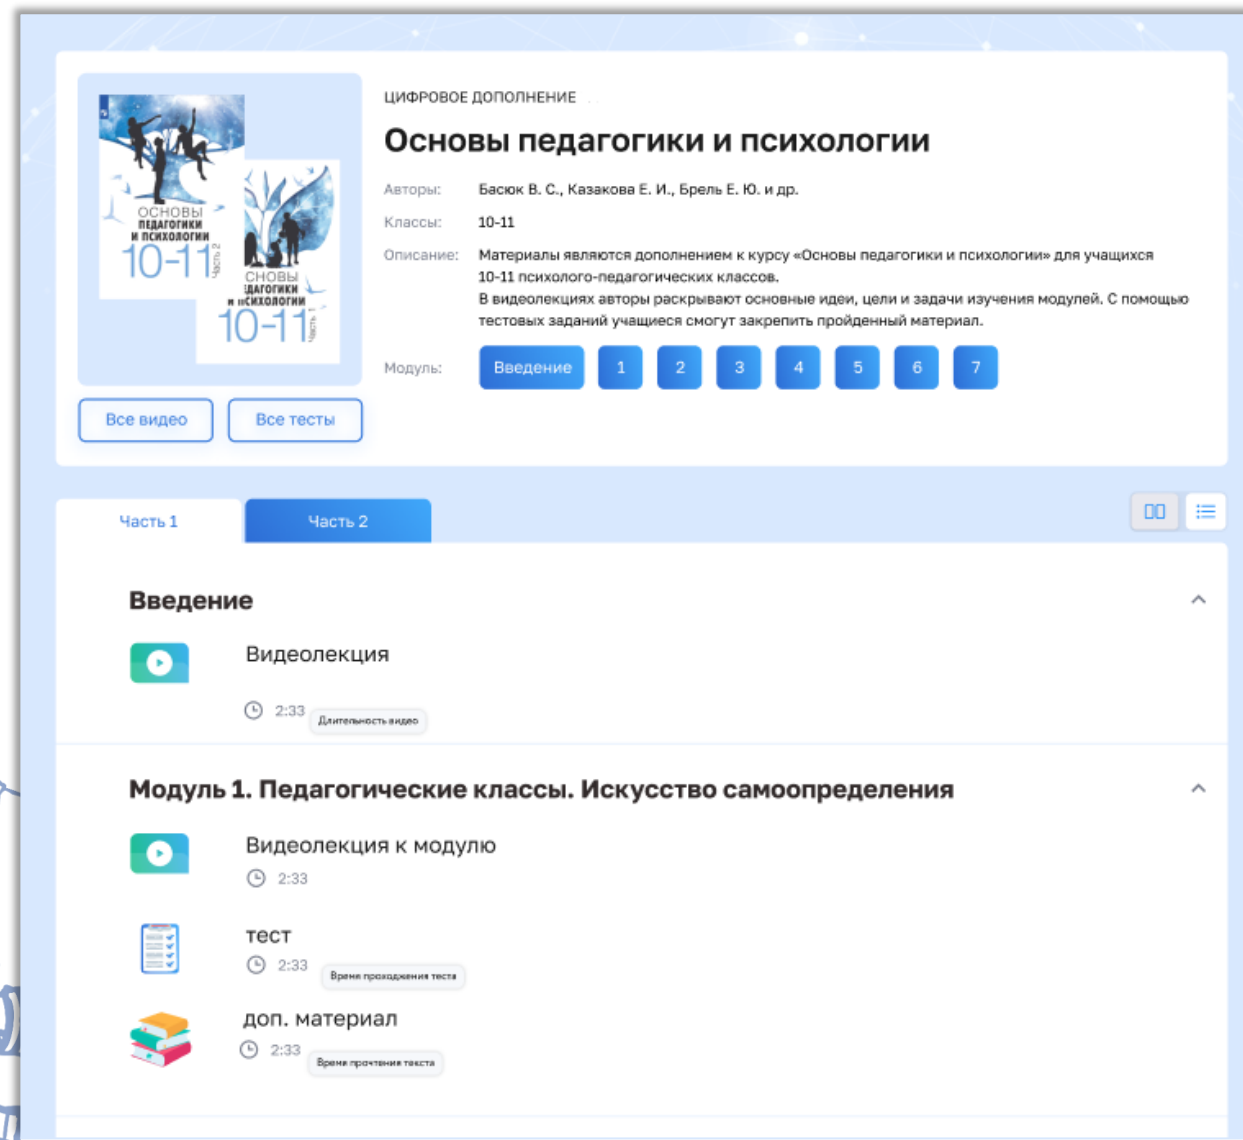 ЦИФРОВОЕ ДОПОЛНЕНИЕ
Основы педагогики и психологии
Авторы: Басюк В. С., Казакова Е. И., Брель Е. Ю. и др.
Классы: 10-11
Описание: Материалы являются дополнением к курсу «Основы педагогики и психологии» для учащихся
10-11 психолого-педагогических классов.
В видеолекциях авторы раскрывают основные идеи, цели и задачи изучения модулей. С помощью
тестовых заданий учащиеся смогут закрепить пройденный материал.
Модуль: Введение 1 2 3 4 5 6 7
ОСНОВЫ
ПЕДАГОГИКИ
И ПСИХОЛОГИИ
10-11
Часть 2
СНОВЫ
ДАГОГИКИ
И ПСИХОЛОГИИ
10-11
Часть 1
Все видео Все тесты
Часть 1 Часть 2
Введение
Видеолекция
2:33 Длительность видео
Модуль 1. Педагогические классы. Искусство самоопределения
Видеолекция к модулю
2:33
тест
2:33 Время прохождения теста
доп. материал
2:33 Время прочтения текста